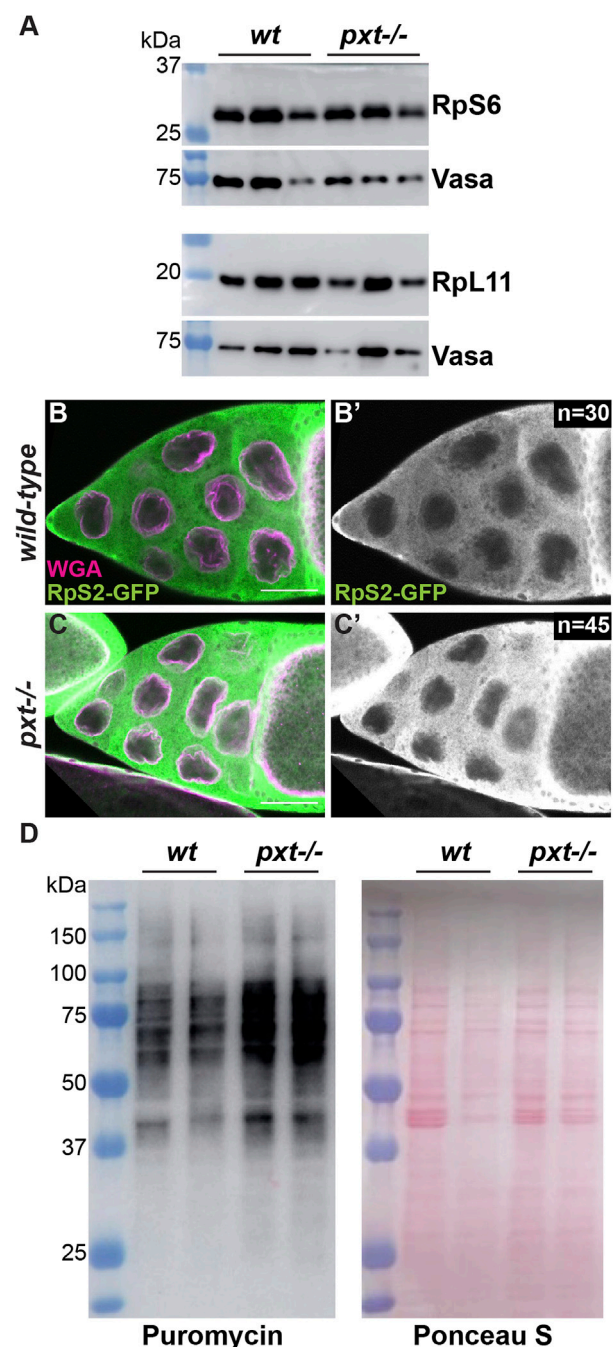 A
kDa
wt
pxt-/-
37
25
RpS6
75
Vasa
20
RpL11
75
Vasa
wild-type
B
WGA
RpS2-GFP
B'
n=30
RpS2-GFP
pxt-/-
C
C'
n=45
D
kDa
wt
pxt-/-
wt
pxt-/-
150
100
75
50
37
25
Puromycin
Ponceau S